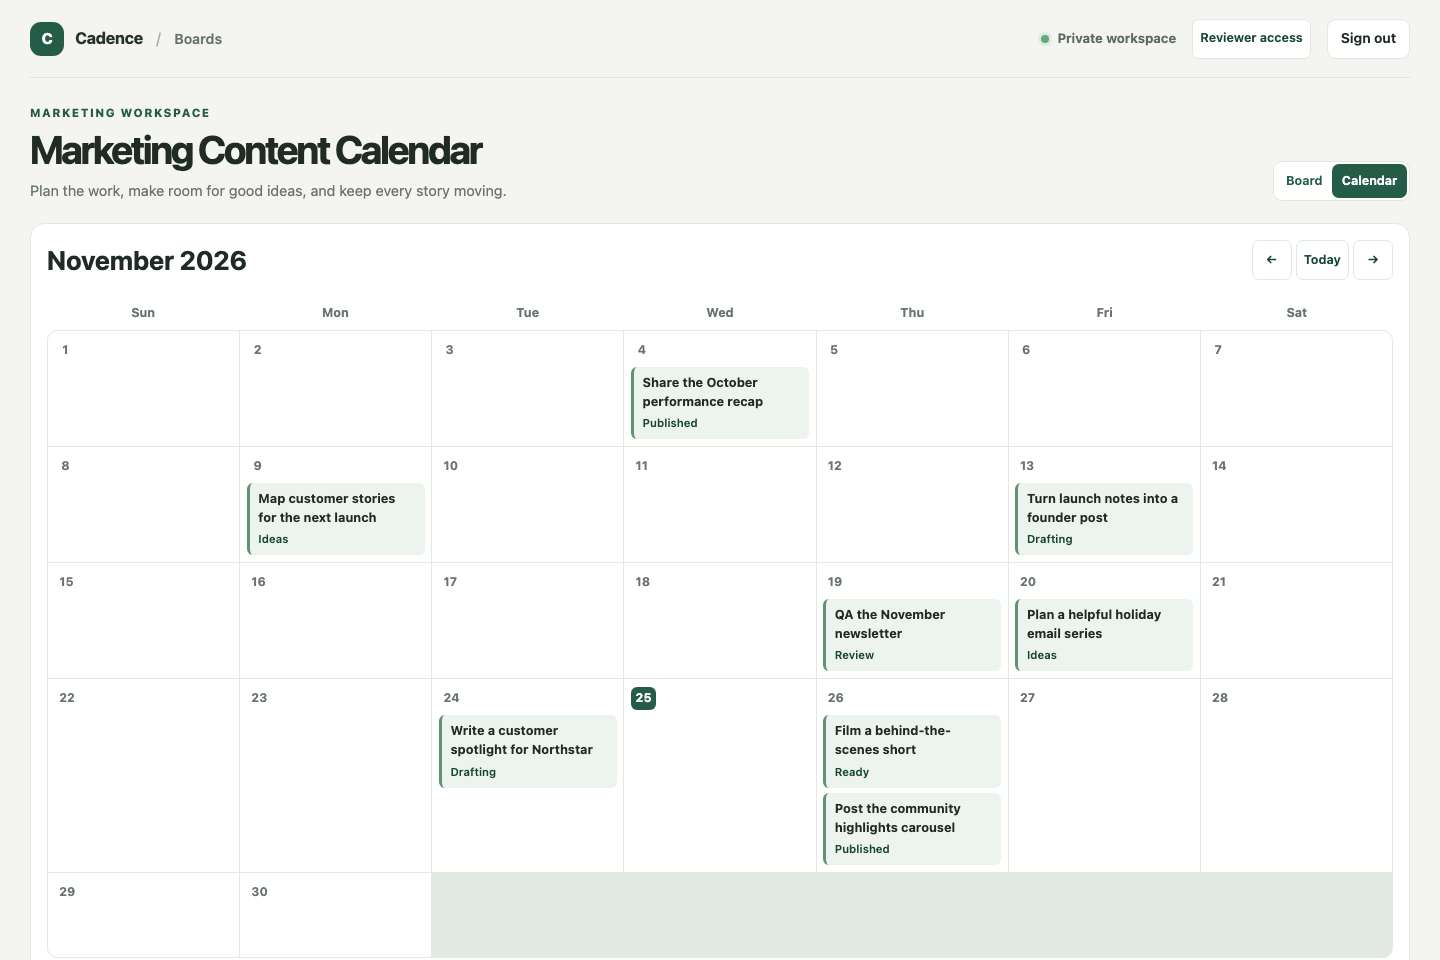 C Cadence / Boards
Private workspace
Reviewer access
Sign out
MARKETING WORKSPACE
Marketing Content Calendar
Plan the work, make room for good ideas, and keep every story moving.
Board
Calendar
November 2026
←
Today
→
Sun Mon Tue Wed Thu Fri Sat
1
2
3
4
Share the October
performance recap
Published
5
6
7
8
9
Map customer stories
for the next launch
Ideas
10
11
12
13
Turn launch notes into a
founder post
Drafting
14
15
16
17
18
19
QA the November
newsletter
Review
20
Plan a helpful holiday
email series
Ideas
21
22
23
24
Write a customer
spotlight for Northstar
Drafting
25
26
Film a behind-the-
scenes short
Ready
Post the community
highlights carousel
Published
27
28
29
30